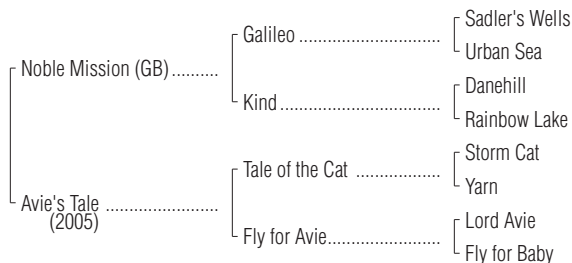 Sadler's Wells
Galileo ..................................
Urban Sea
Noble Mission (GB) ..........
Danehill
Kind ......................................
Rainbow Lake
Storm Cat
Tale of the Cat ....................
Yarn
Avie's Tale ........................
(2005)
Lord Avie
Fly for Avie...........................
Fly for Baby